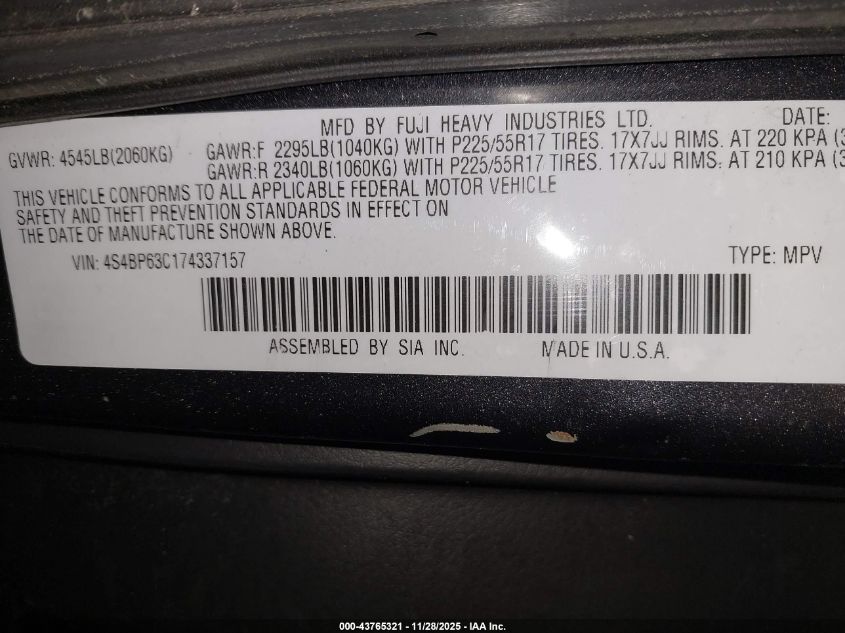 MFD BY FUJI HEAVY INDUSTRIES LTD. DATE:
GVWR: 4545LB(2060KG) GAWR:F 2295LB(1040KG) WITH P225/55R17 TIRES. 17X7JJ RIMS. AT 220 KPA (3
GAWR:R 2340LB(1060KG) WITH P225/55R17 TIRES. 17X7JJ RIMS. AT 210 KPA (3
THIS VEHICLE CONFORMS TO ALL APPLICABLE FEDERAL MOTOR VEHICLE
SAFETY AND THEFT PREVENTION STANDARDS IN EFFECT ON
THE DATE OF MANUFACTURE SHOWN ABOVE.
VIN: 4S4BP63C174337157 TYPE: MPV
ASSEMBLED BY SIA INC. MADE IN U.S.A.
000-43765321 | 11/28/2025 - IAA Inc.